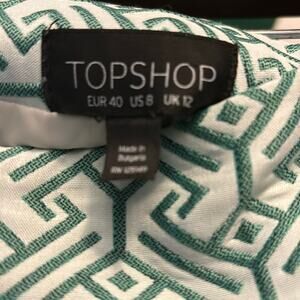 TOPSHOP
EUR 40 US 8 UK 12
Made in
Bulgaria